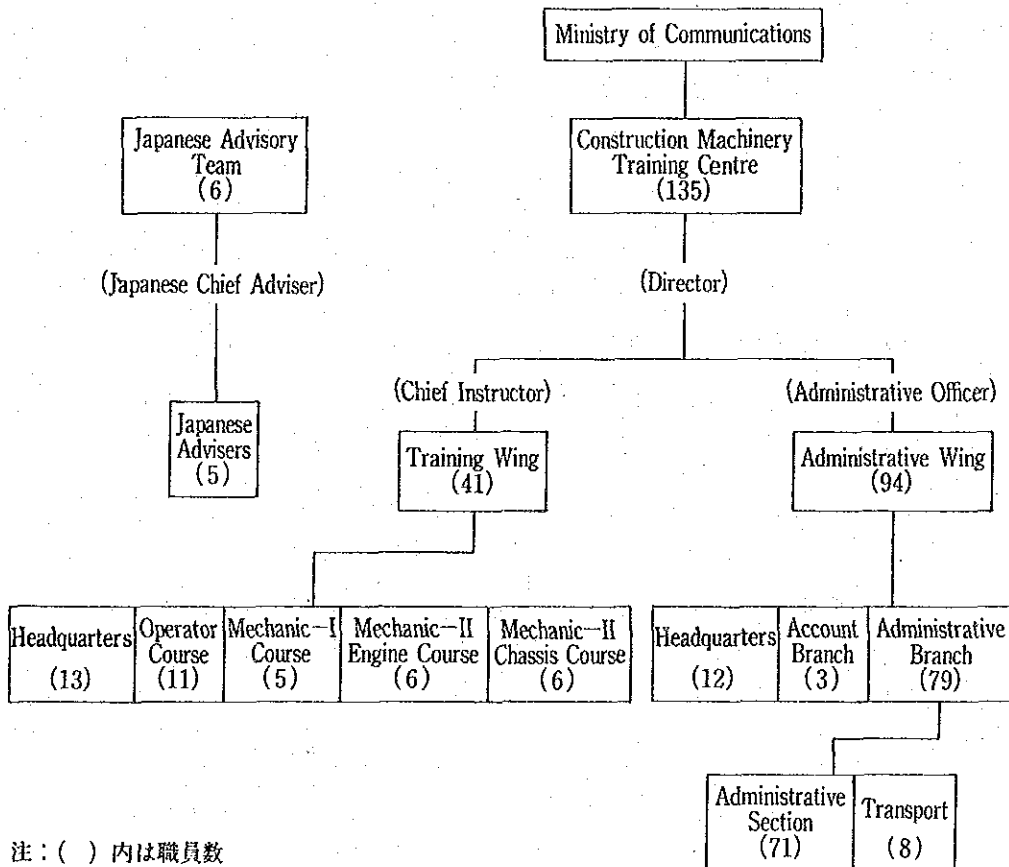 Ministry of Communications
Japanese Advisory
Team
(6)
Construction Machinery
Training Centre
(135)
(Japanese Chief Adviser)
(Director)
(Chief Instructor)
(Administrative Officer)
Japanese
Advisers
(5)
Training Wing
(41)
Administrative Wing
(94)
Headquarters
(13)
Operator
Course
(11)
Mechanic—I
Course
(5)
Mechanic—II
Engine Course
(6)
Mechanic—II
Chassis Course
(6)
Headquarters
(12)
Account
Branch
(3)
Administrative
Branch
(79)
Administrative
Section
(71)
Transport
(8)
注：( ) 内は職員数